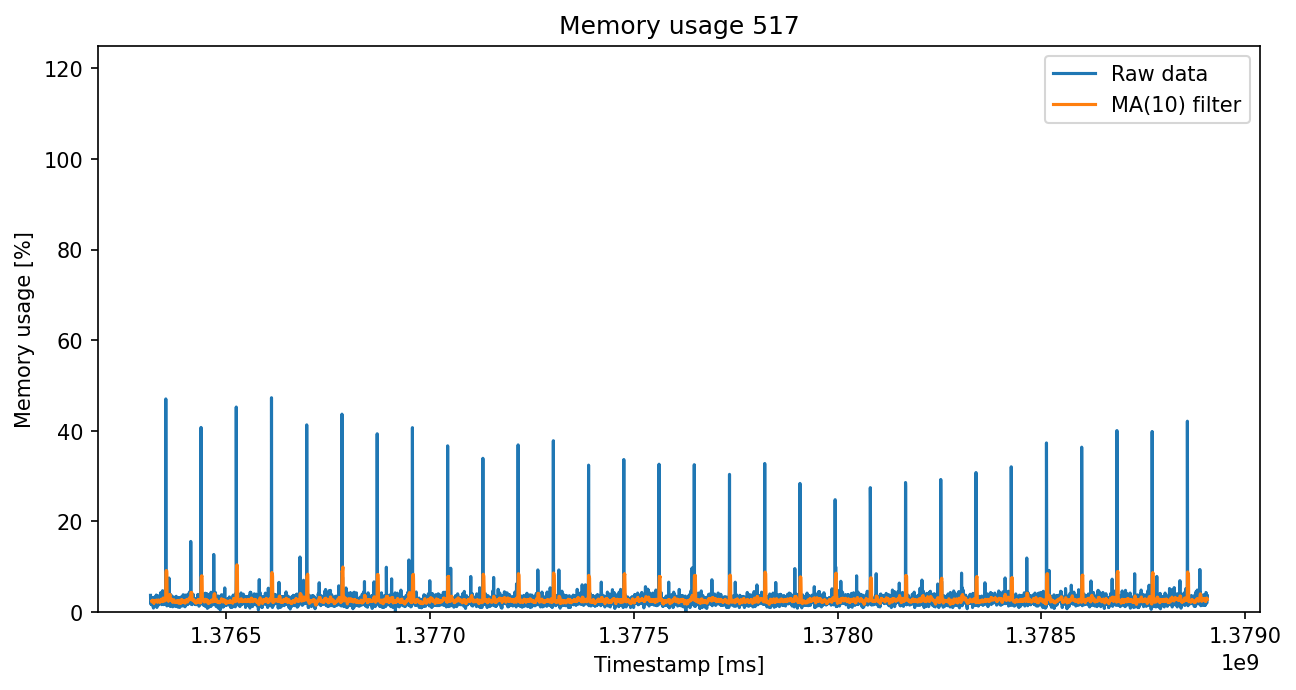 Memory usage 517
Raw data
MA(10) filter
Memory usage [%]
120
100
80
60
40
20
0
1.3765 1.3770 1.3775 1.3780 1.3785 1.3790
1e9
Timestamp [ms]